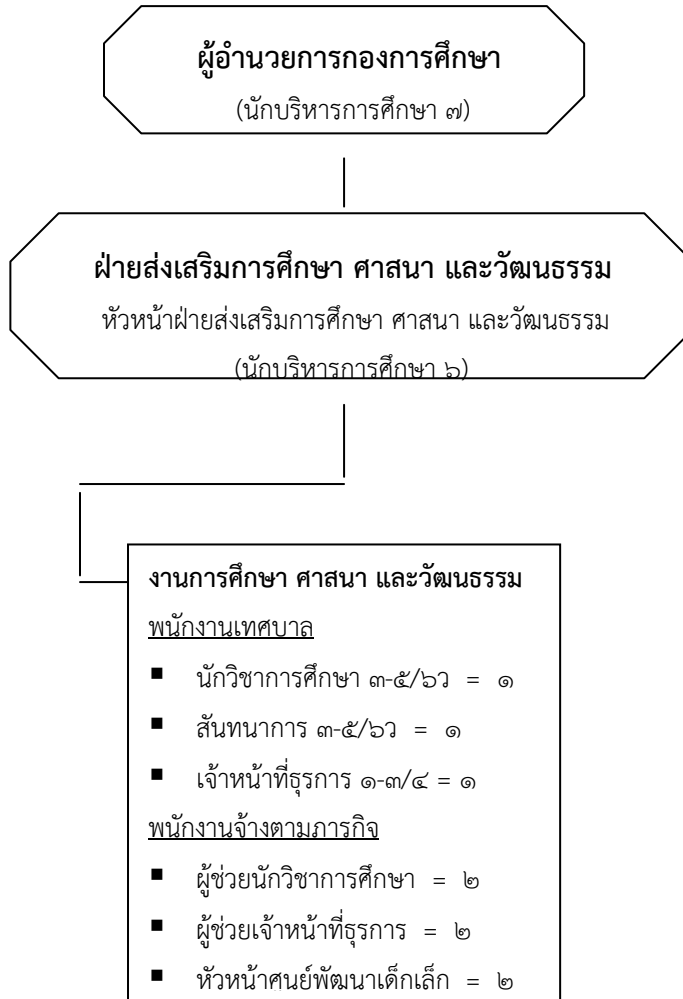 ผู้อำนวยการกองการศึกษา
(นักบริหารการศึกษา ๗)
ฝ่ายส่งเสริมการศึกษา ศาสนา และวัฒนธรรม
หัวหน้าฝ่ายส่งเสริมการศึกษา ศาสนา และวัฒนธรรม
(นักบริหารการศึกษา ๖)
งานการศึกษา ศาสนา และวัฒนธรรม
พนักงานเทศบาล
▪ นักวิชาการศึกษา ๓-๕/๖ว = ๑
▪ สันทนาการ ๓-๕/๖ว = ๑
▪ เจ้าหน้าที่ธุรการ ๑-๓/๔ = ๑
พนักงานจ้างตามภารกิจ
▪ ผู้ช่วยนักวิชาการศึกษา = ๒
▪ ผู้ช่วยเจ้าหน้าที่ธุรการ = ๒
▪ หัวหน้าศูนย์พัฒนาเด็กเล็ก = ๒